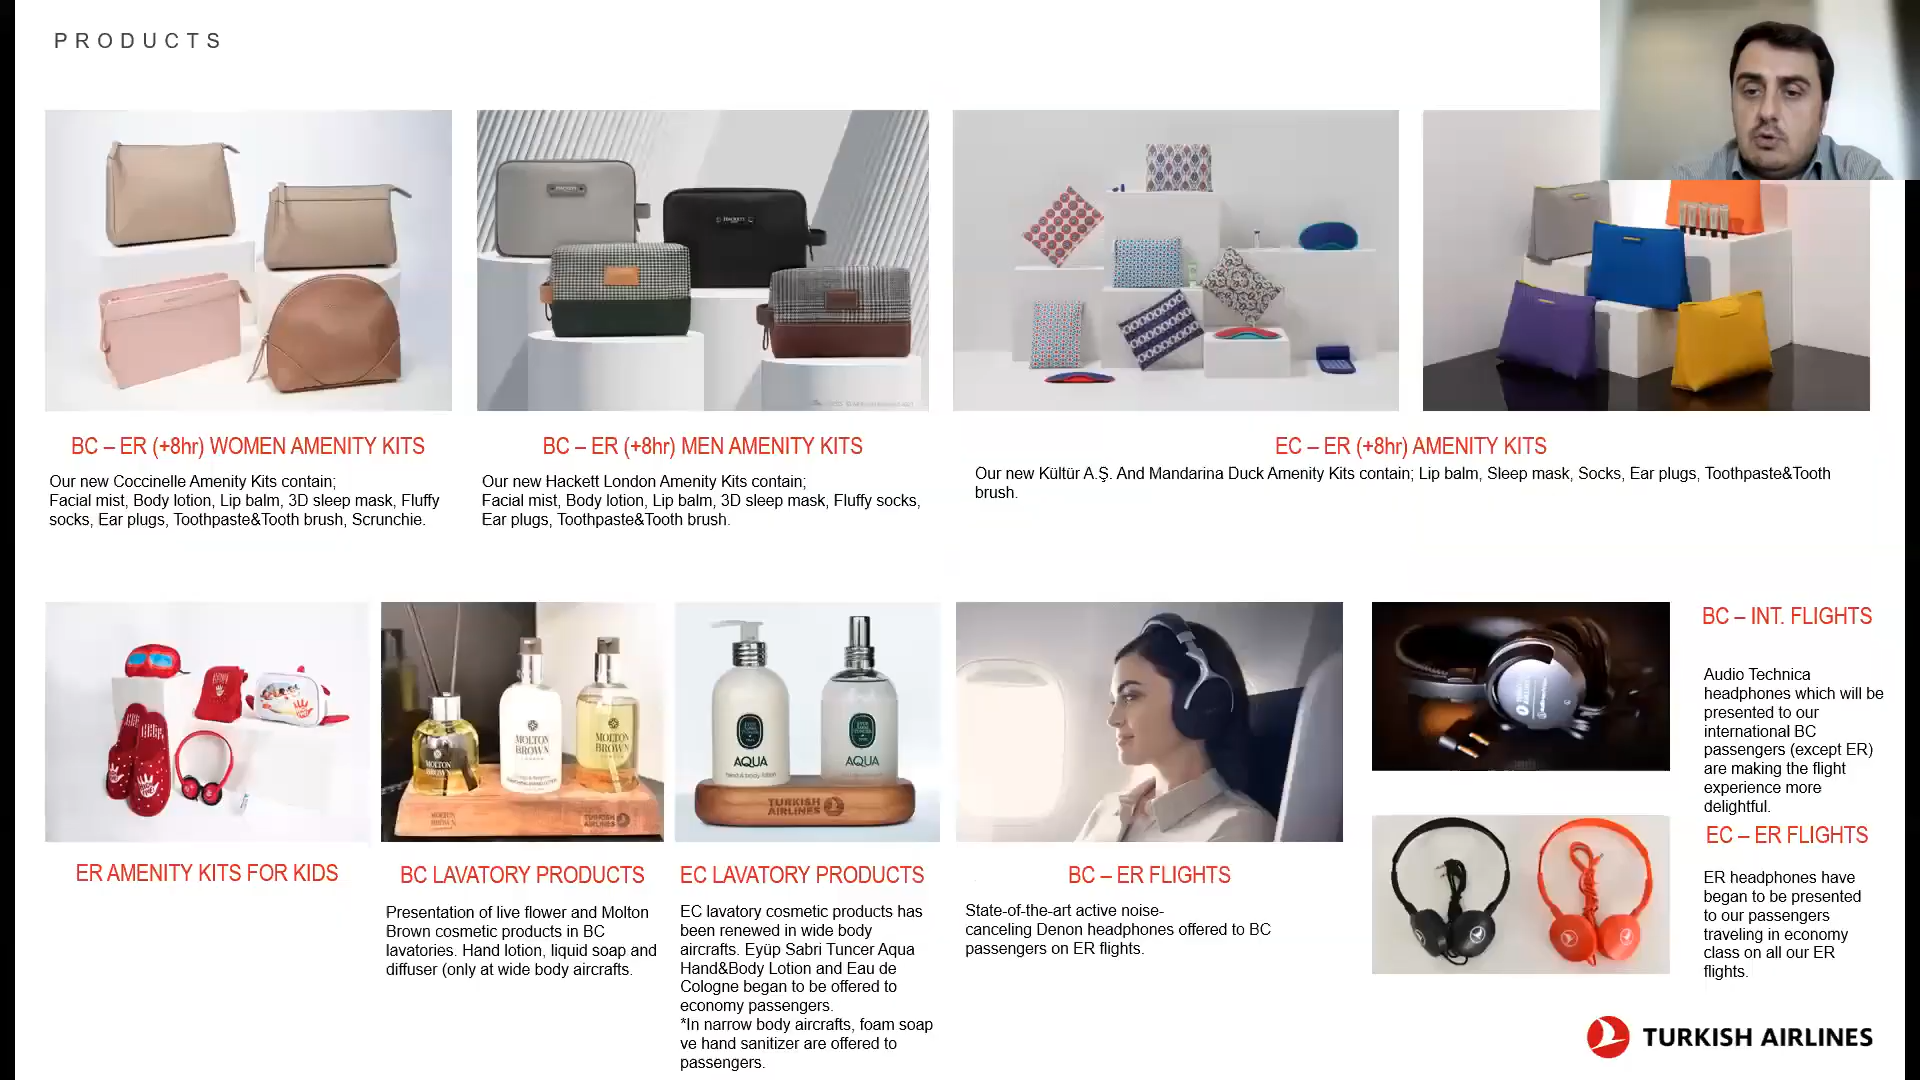 PRODUCTS
HACKETT
BC – ER (+8hr) WOMEN AMENITY KITS
Our new Coccinelle Amenity Kits contain;
Facial mist, Body lotion, Lip balm, 3D sleep mask, Fluffy
socks, Ear plugs, Toothpaste&Tooth brush, Scrunchie.
BC – ER (+8hr) MEN AMENITY KITS
Our new Hackett London Amenity Kits contain;
Facial mist, Body lotion, Lip balm, 3D sleep mask, Fluffy socks,
Ear plugs, Toothpaste&Tooth brush.
EC – ER (+8hr) AMENITY KITS
Our new Kültür A.Ş. And Mandarina Duck Amenity Kits contain; Lip balm, Sleep mask, Socks, Ear plugs, Toothpaste&Tooth
brush.
ER AMENITY KITS FOR KIDS
MOLTON
BROWN
MOLTON
BROWN
MOLTON
BROWN
MOLTON
BROWN
TURKISH
AIRLINES
BC LAVATORY PRODUCTS
Presentation of live flower and Molton
Brown cosmetic products in BC
lavatories. Hand lotion, liquid soap and
diffuser (only at wide body aircrafts.
AQUA
hand & body lotion
AQUA
TURKISH
AIRLINES
EC LAVATORY PRODUCTS
EC lavatory cosmetic products has
been renewed in wide body
aircrafts. Eyüp Sabri Tuncer Aqua
Hand&Body Lotion and Eau de
Cologne began to be offered to
economy passengers.
*In narrow body aircrafts, foam soap
ve hand sanitizer are offered to
passengers.
BC – ER FLIGHTS
State-of-the-art active noise-
canceling Denon headphones offered to BC
passengers on ER flights.
BC – INT. FLIGHTS
Audio Technica
headphones which will be
presented to our
international BC
passengers (except ER)
are making the flight
experience more
delightful.
EC – ER FLIGHTS
ER headphones have
began to be presented
to our passengers
traveling in economy
class on all our ER
flights.
TURKISH AIRLINES